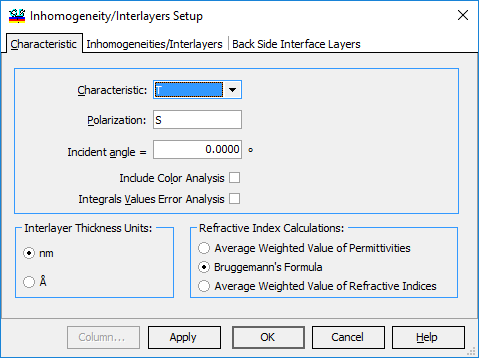 Inhomogeneity/Interlayers Setup
Characteristic Inhomogeneities/Interlayers Back Side Interface Layers
Characteristic: T
Polarization: S
Incident angle = 0.0000 °
Include Color Analysis
Integrals Values Error Analysis
Interlayer Thickness Units:
nm
Å
Refractive Index Calculations:
Average Weighted Value of Permittivities
Bruggemann's Formula
Average Weighted Value of Refractive Indices
Column... Apply OK Cancel Help